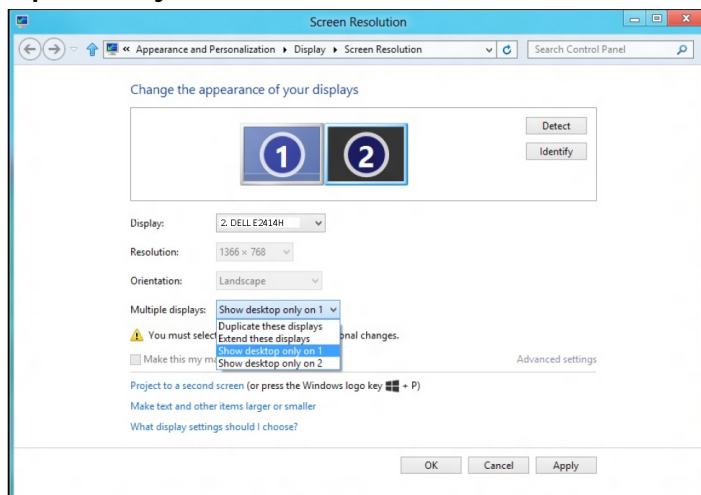 Screen Resolution
« Appearance and Personalization ▸ Display ▸ Screen Resolution
Search Control Panel
Change the appearance of your displays
1
2
Detect
Identify
Display: 2. DELL E2414H
Resolution: 1366 × 768
Orientation: Landscape
Multiple displays: Show desktop only on 1
Duplicate these displays
Extend these displays
Show desktop only on 1
Show desktop only on 2
You must selec
onal changes.
Make this my m
Advanced settings
Project to a second screen (or press the Windows logo key + P)
Make text and other items larger or smaller
What display settings should I choose?
OK Cancel Apply